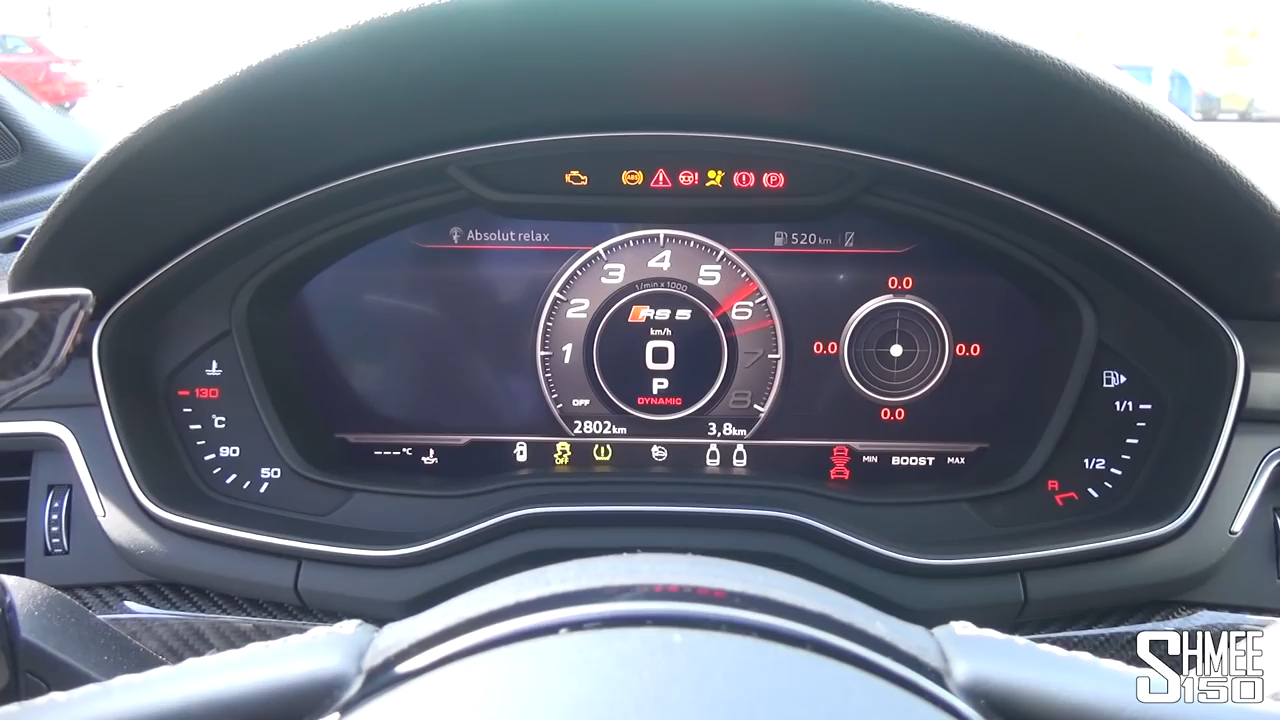 ABS
!
!
P
Absolut relax
520 km
1 2 3 4 5 6 7 8
1/min x 1000
RS 5
km/h
0
P
DYNAMIC
OFF
2802 km
3,8 km
0.0
0.0
0.0
0.0
130
°C
90
50
1/1
1/2
R
---°C
OFF
MIN BOOST MAX
SHMEE
150